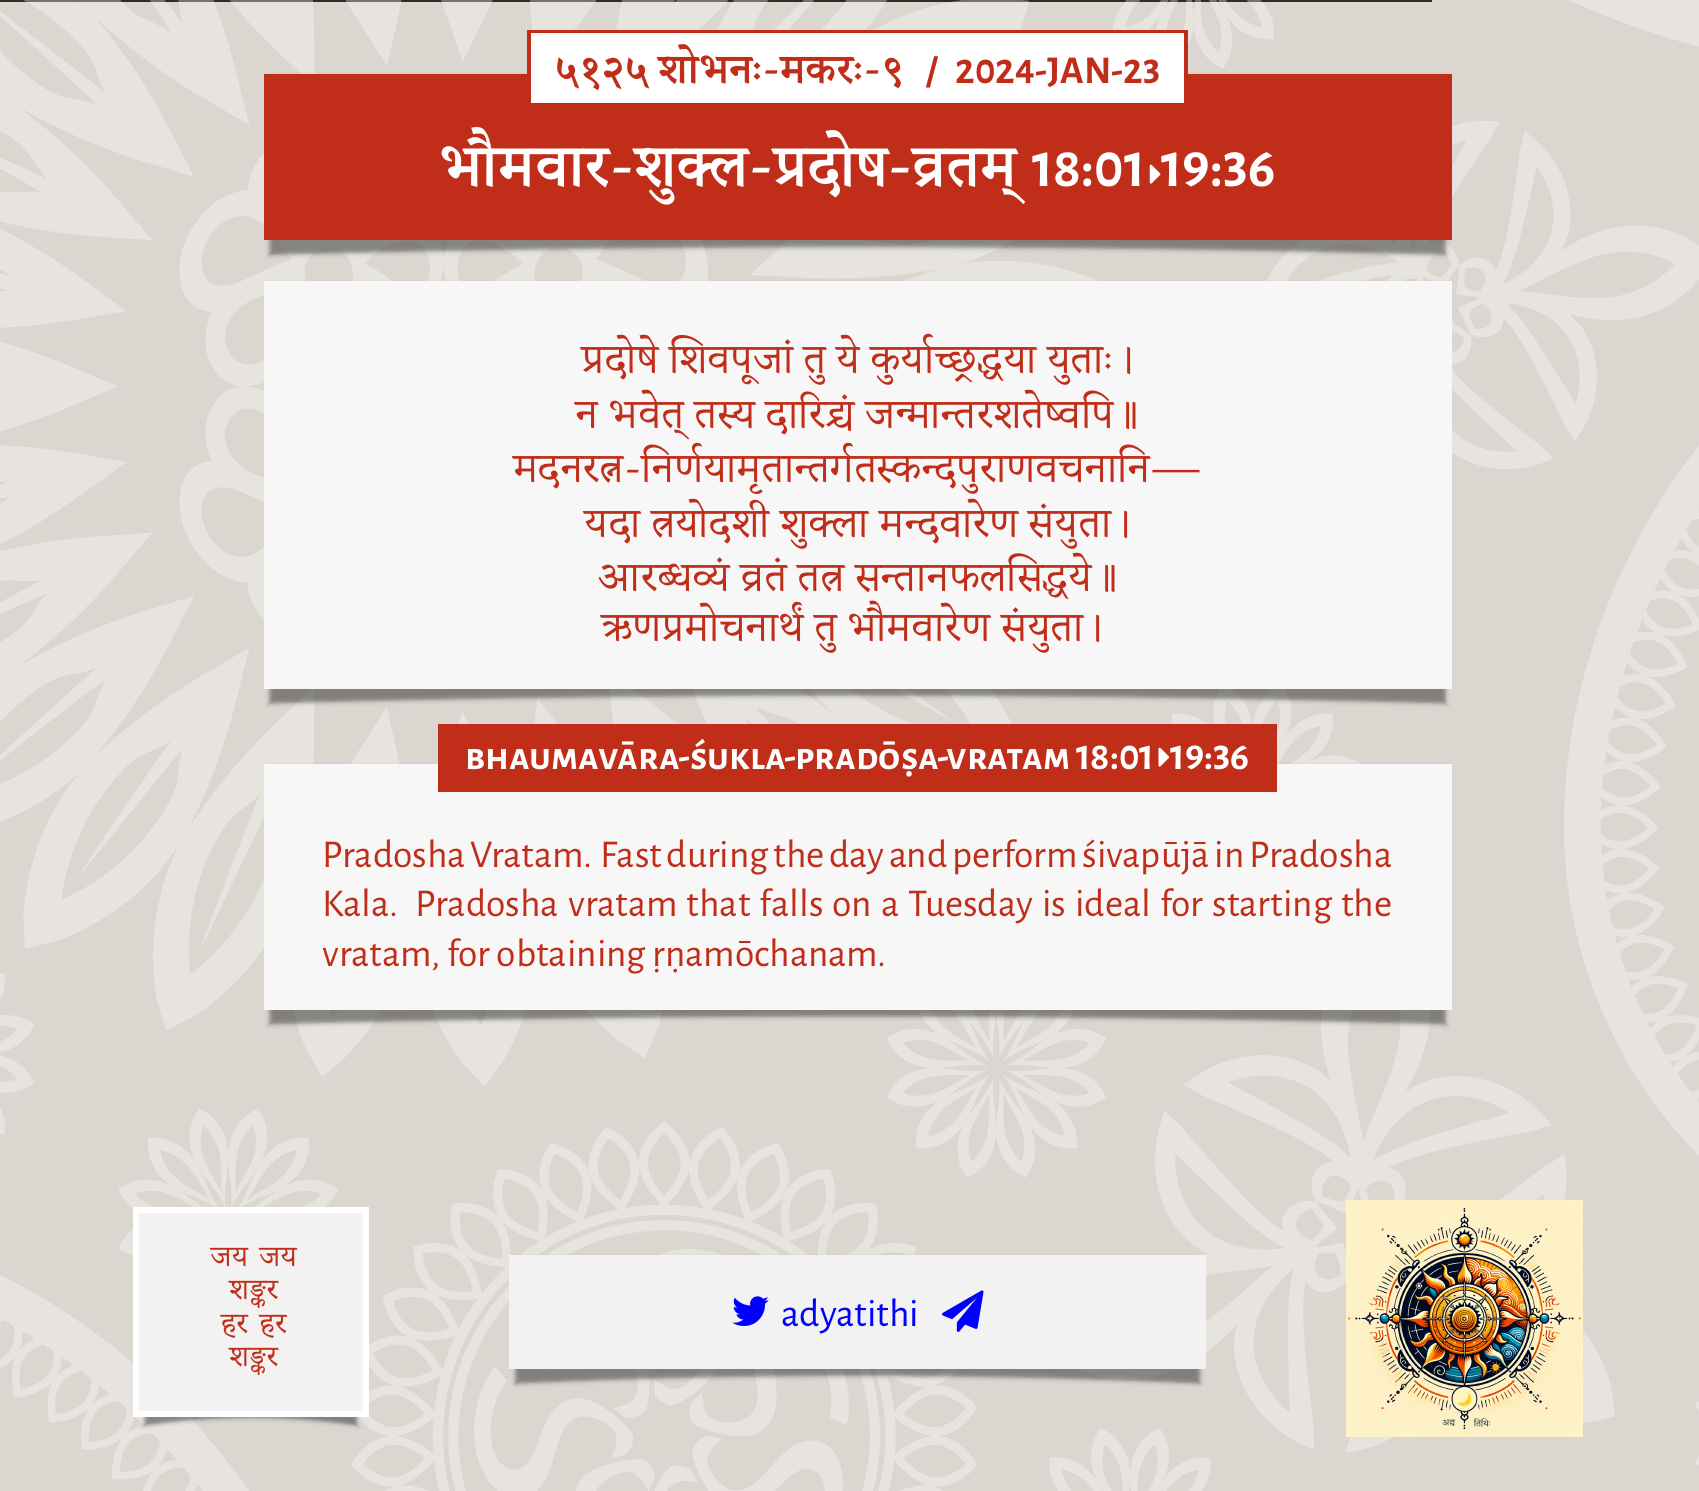 ५१२५ शोभनः-मकरः-९ / 2024-JAN-23
भौमवार-शुक्ल-प्रदोष-व्रतम् 18:01▸19:36
प्रदोषे शिवपूजां तु ये कुर्याच्छ्रद्धया युताः।
न भवेत् तस्य दारिद्र्यं जन्मान्तरशतेष्वपि॥
मदनरत्न-निर्णयामृतान्तर्गतस्कन्दपुराणवचनानि—
यदा त्रयोदशी शुक्ला मन्दवारेण संयुता।
आरब्धव्यं व्रतं तत्र सन्तानफलसिद्धये॥
ऋणप्रमोचनार्थं तु भौमवारेण संयुता।
BHAUMAVĀRA-ŚUKLA-PRADŌṢA-VRATAM 18:01▸19:36
Pradosha Vratam. Fast during the day and perform śivapūjā in Pradosha
Kala. Pradosha vratam that falls on a Tuesday is ideal for starting the
vratam, for obtaining ṛṇamōchanam.
जय जय
शङ्कर
हर हर
शङ्कर
adyatithi
अद्य तिथिः